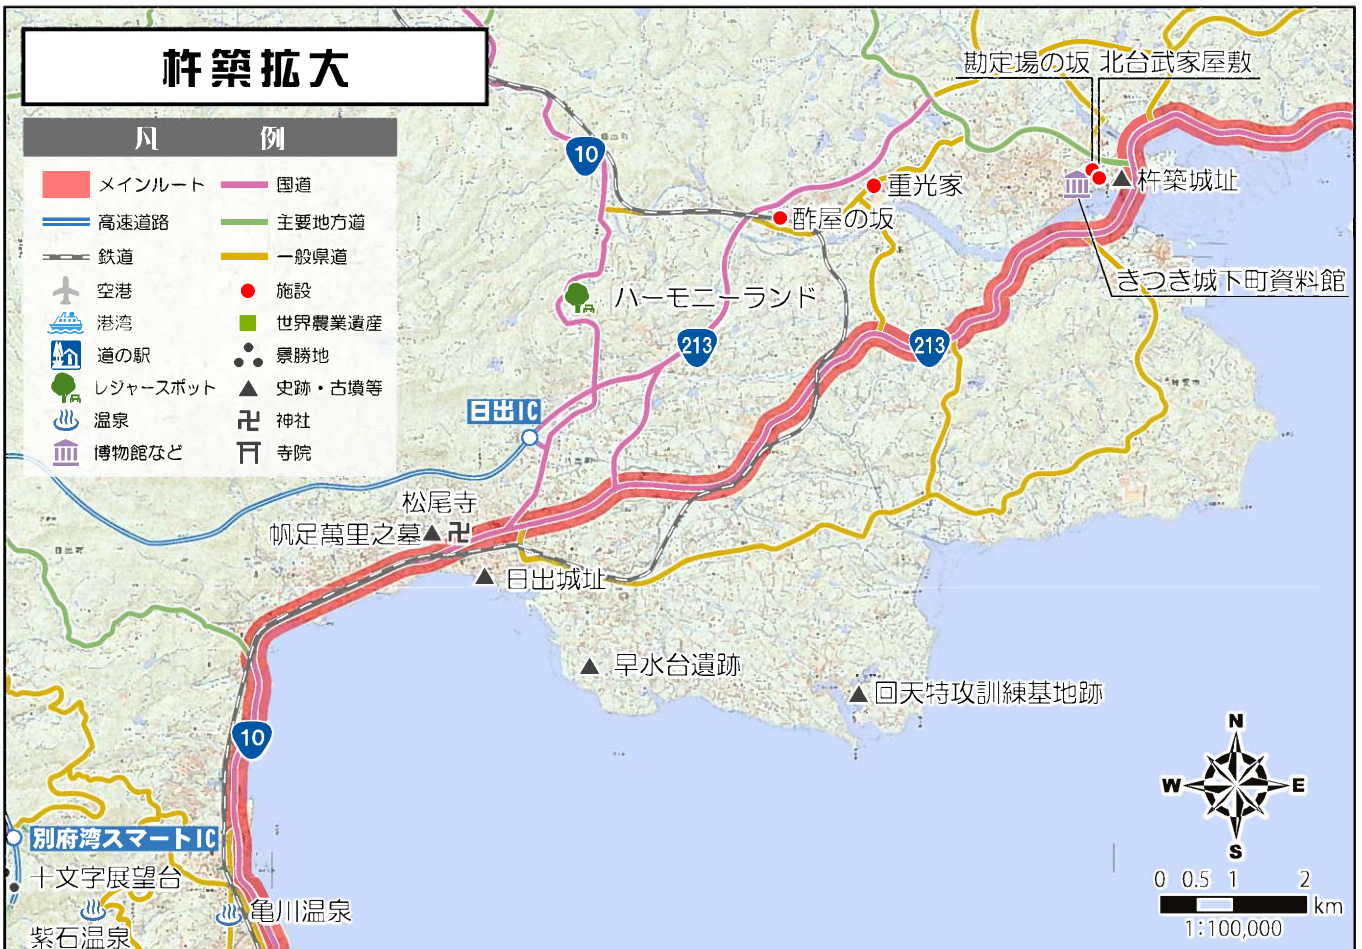 杵築拡大
凡例
メインルート
国道
高速道路
主要地方道
鉄道
一般県道
空港
施設
港湾
世界農業遺産
道の駅
景勝地
レジャースポット
史跡・古墳等
温泉
神社
博物館など
寺院
勘定場の坂
北台武家屋敷
10
重光家
杵築城址
酢屋の坂
きつき城下町資料館
ハーモニーランド
213
213
日出IC
松尾寺
帆足萬里之墓
日出城址
早水台遺跡
回天特攻訓練基地跡
10
N
W
E
S
別府湾スマートIC
十文字展望台
亀川温泉
紫石温泉
0 0.5 1 2
km
1:100,000